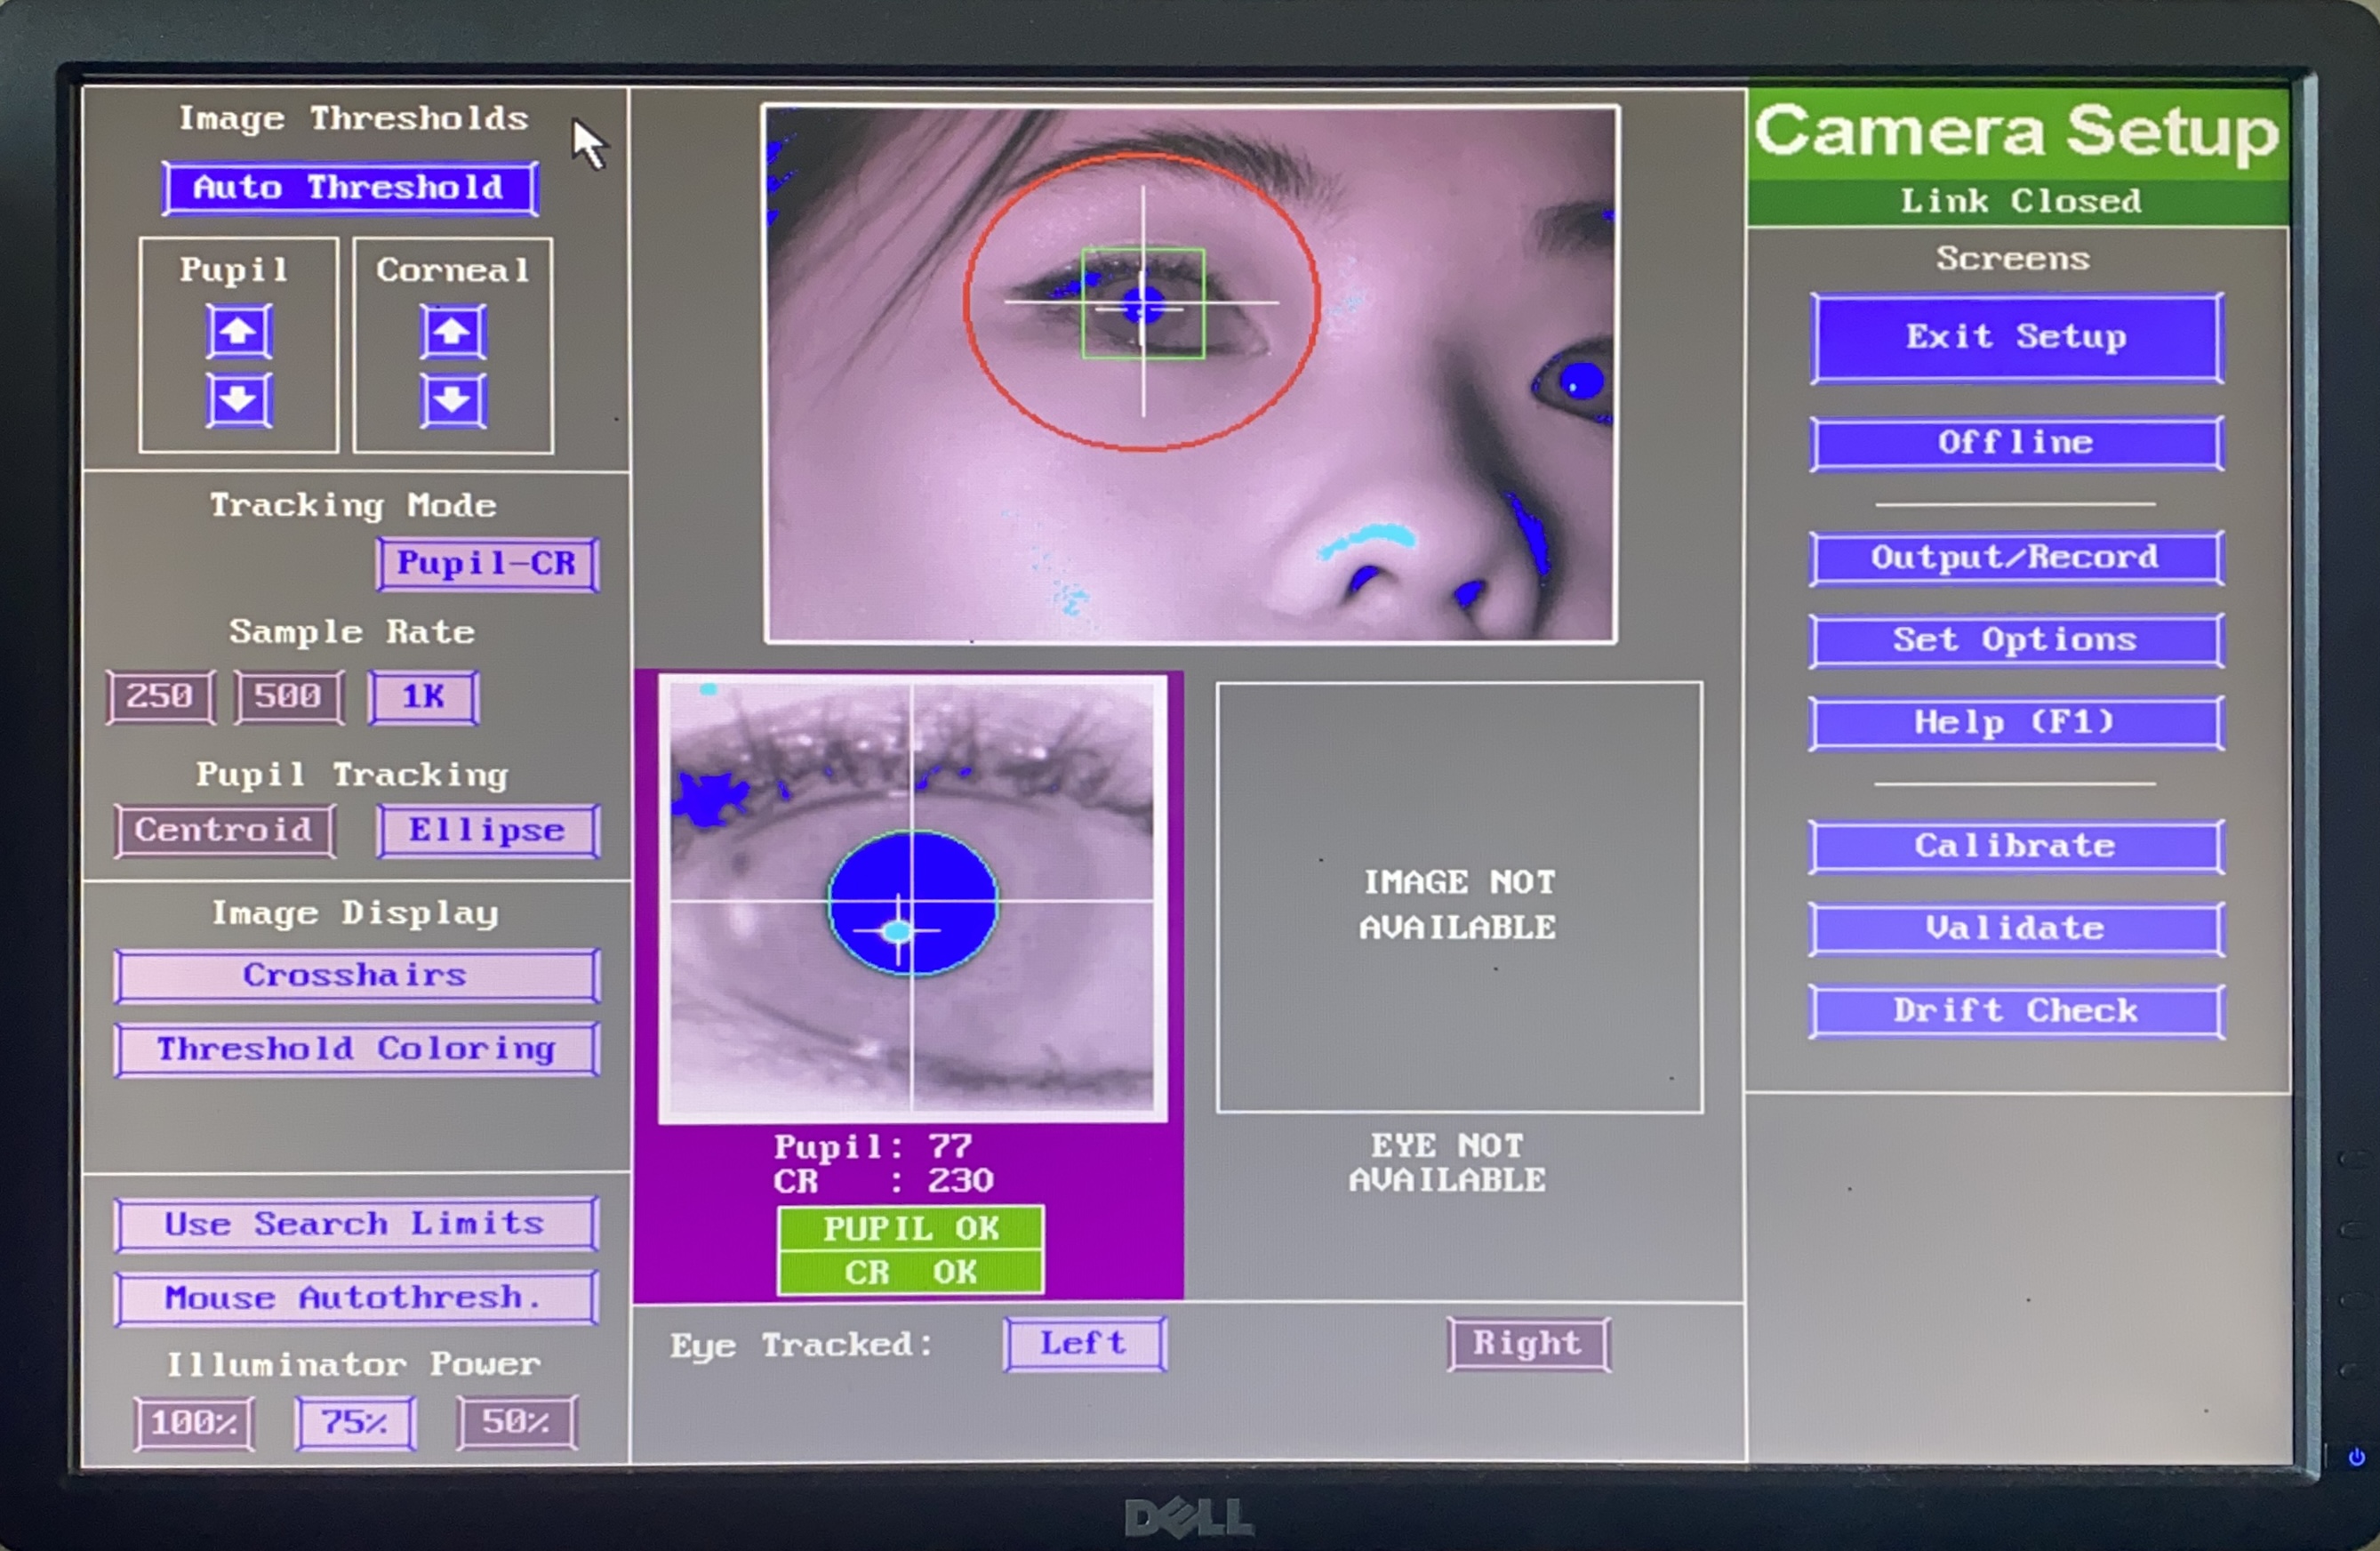 Image Thresholds
Auto Threshold
Pupil
Corneal
Tracking Mode
Pupil-CR
Sample Rate
250
500
1K
Pupil Tracking
Centroid
Ellipse
Image Display
Crosshairs
Threshold Coloring
Use Search Limits
Mouse Autothresh.
Illuminator Power
100%
75%
50%
Pupil: 77
CR : 230
PUPIL OK
CR OK
IMAGE NOT
AVAILABLE
EYE NOT
AVAILABLE
Eye Tracked:
Left
Right
Camera Setup
Link Closed
Screens
Exit Setup
Offline
Output/Record
Set Options
Help (F1)
Calibrate
Validate
Drift Check
DELL